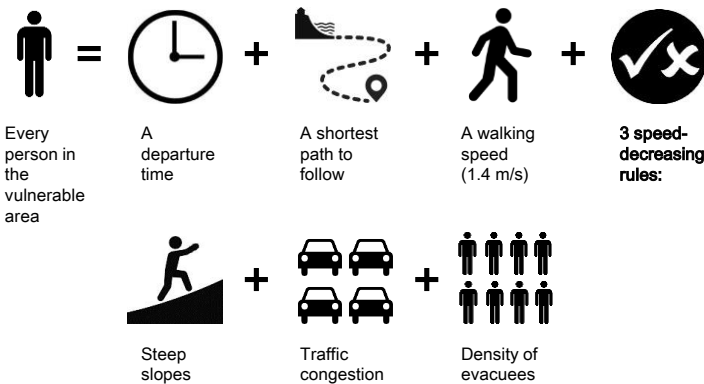 Every
person in
the
vulnerable
area
A
departure
time
A shortest
path to
follow
A walking
speed
(1.4 m/s)
3 speed-
decreasing
rules:
Steep
slopes
Traffic
congestion
Density of
evacuees